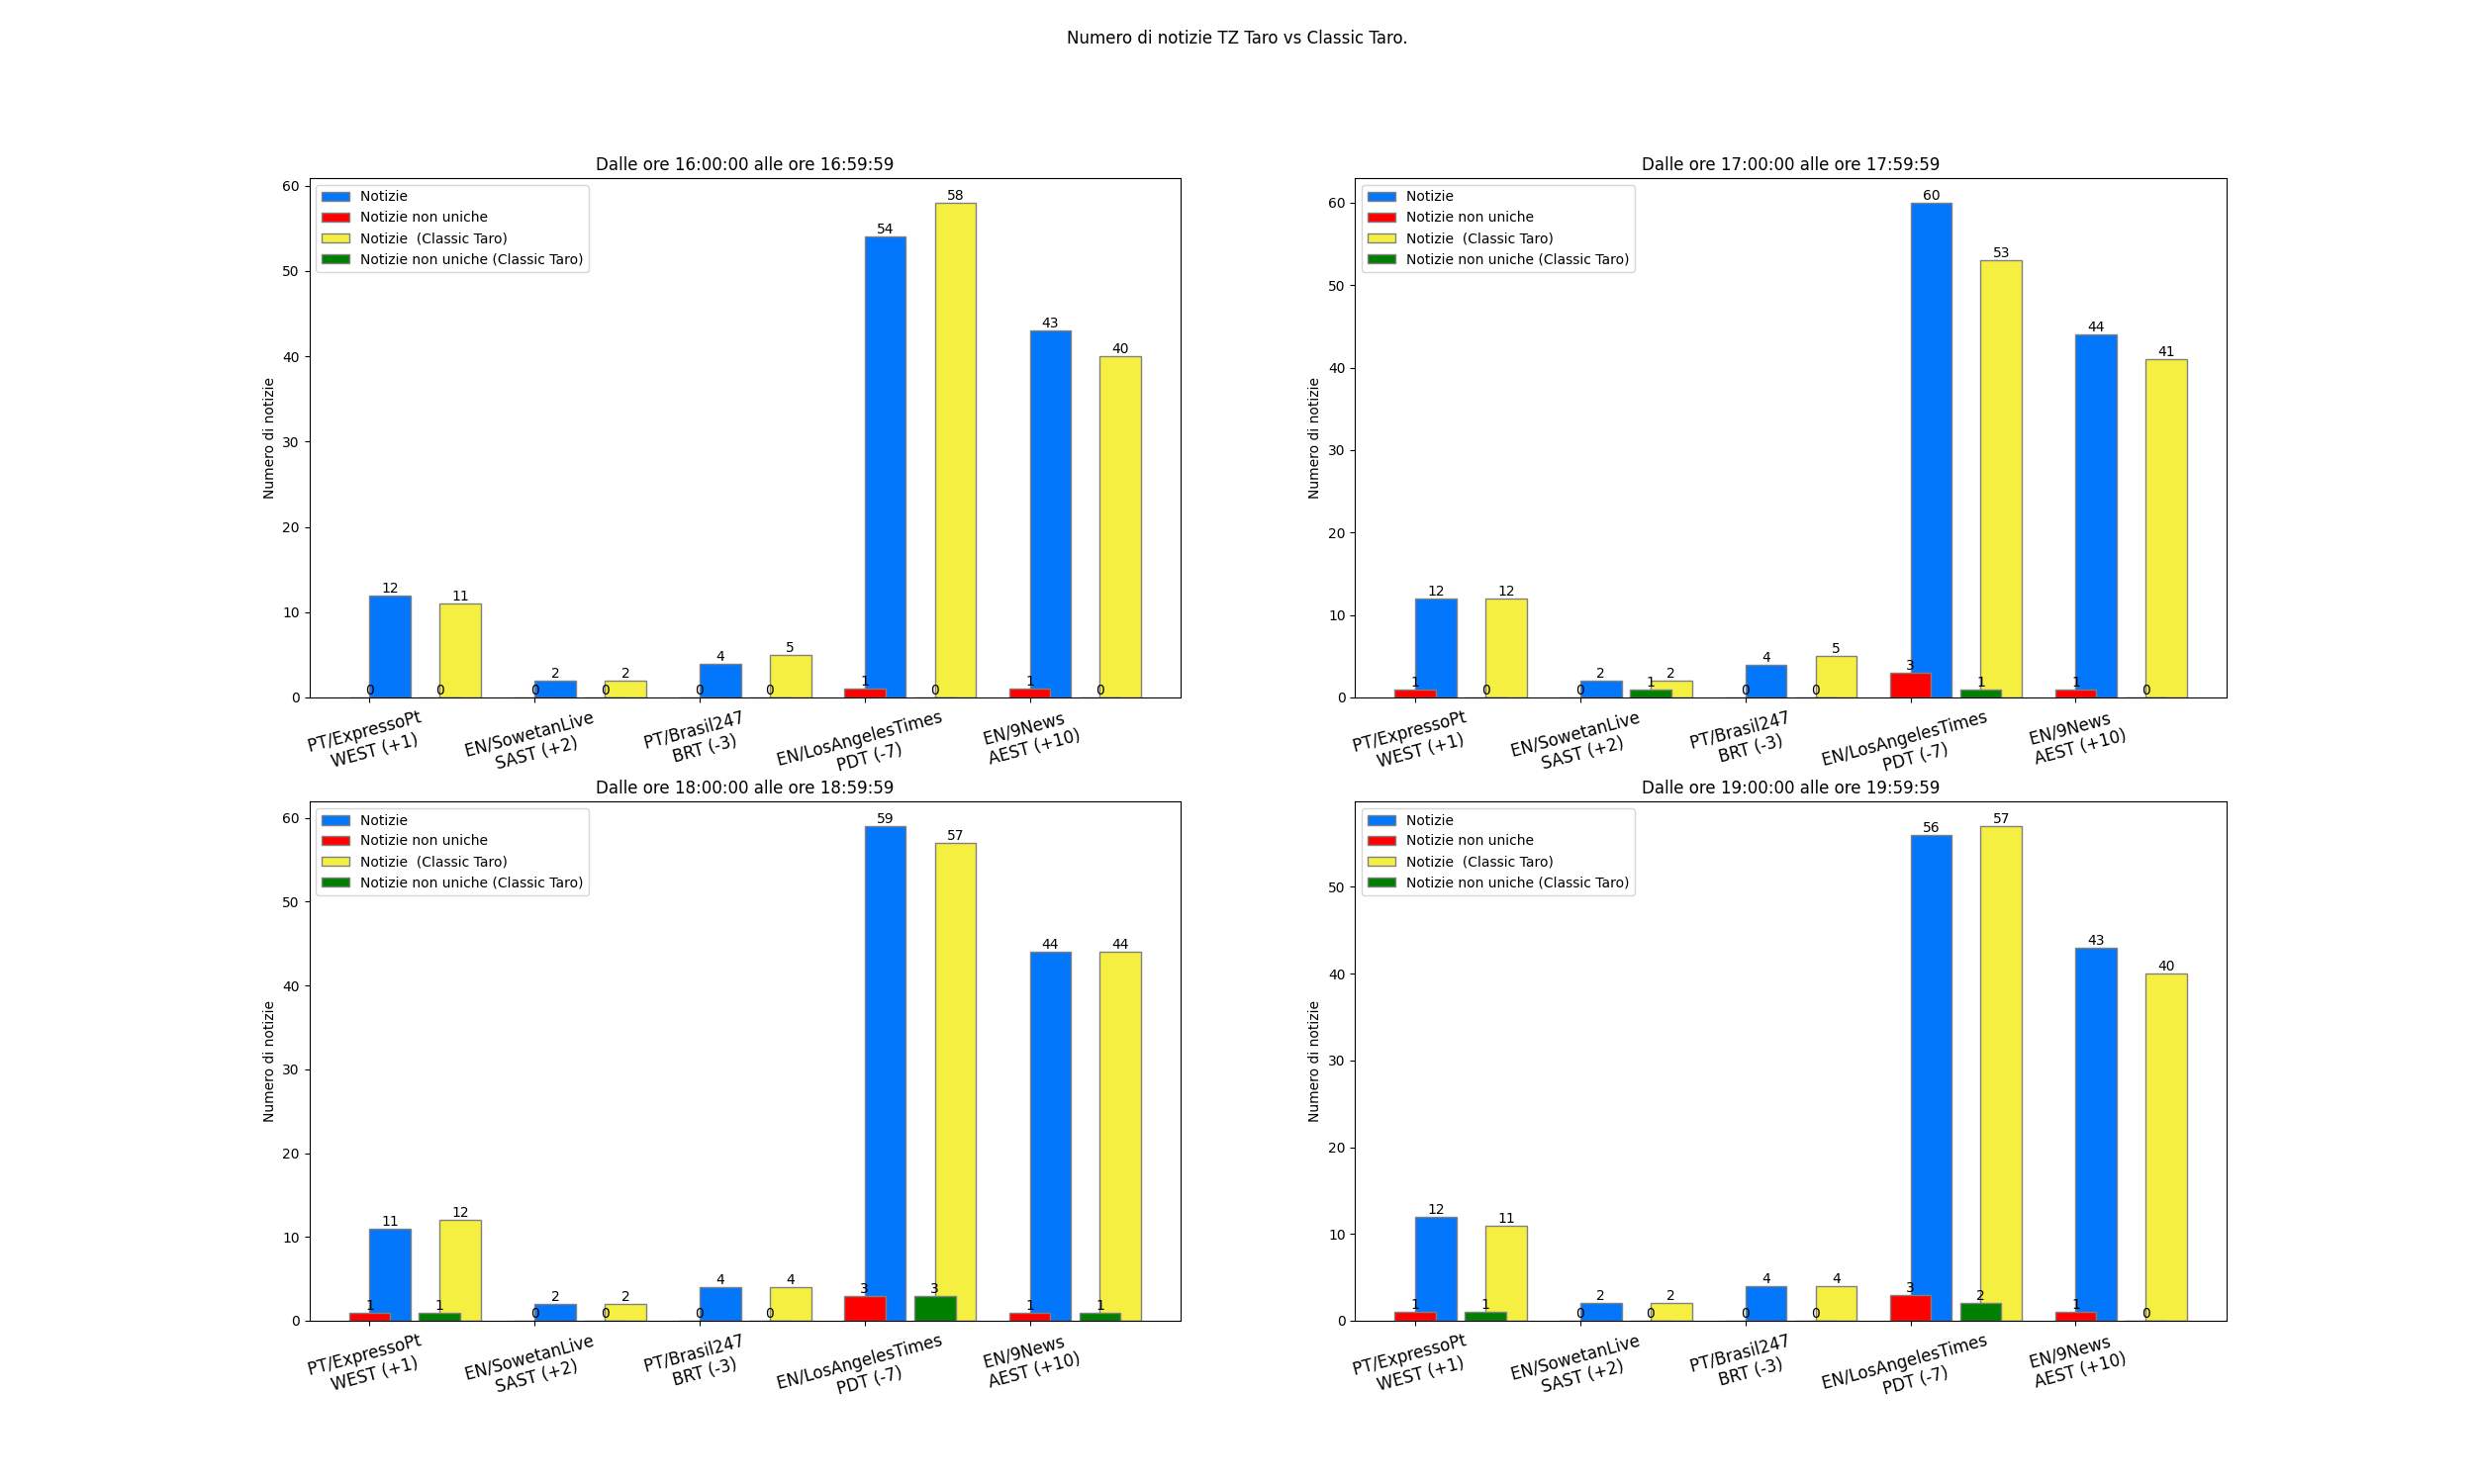 Numero di notizie TZ Taro vs Classic Taro.
Dalle ore 16:00:00 alle ore 16:59:59
Notizie
Notizie non uniche
Notizie  (Classic Taro)
Notizie non uniche (Classic Taro)
Numero di notizie
60
50
40
30
20
10
0
0
12
0
11
0
2
0
2
0
4
0
5
1
54
0
58
1
43
0
40
PT/ExpressoPt
WEST (+1)
EN/SowetanLive
SAST (+2)
PT/Brasil247
BRT (-3)
EN/LosAngelesTimes
PDT (-7)
EN/9News
AEST (+10)
Dalle ore 17:00:00 alle ore 17:59:59
Notizie
Notizie non uniche
Notizie  (Classic Taro)
Notizie non uniche (Classic Taro)
Numero di notizie
60
50
40
30
20
10
0
1
12
0
12
0
2
1
2
0
4
0
5
3
60
1
53
1
44
0
41
PT/ExpressoPt
WEST (+1)
EN/SowetanLive
SAST (+2)
PT/Brasil247
BRT (-3)
EN/LosAngelesTimes
PDT (-7)
EN/9News
AEST (+10)
Dalle ore 18:00:00 alle ore 18:59:59
Notizie
Notizie non uniche
Notizie  (Classic Taro)
Notizie non uniche (Classic Taro)
Numero di notizie
60
50
40
30
20
10
0
1
11
1
12
0
2
0
2
0
4
0
4
3
59
3
57
1
44
1
44
PT/ExpressoPt
WEST (+1)
EN/SowetanLive
SAST (+2)
PT/Brasil247
BRT (-3)
EN/LosAngelesTimes
PDT (-7)
EN/9News
AEST (+10)
Dalle ore 19:00:00 alle ore 19:59:59
Notizie
Notizie non uniche
Notizie  (Classic Taro)
Notizie non uniche (Classic Taro)
Numero di notizie
50
40
30
20
10
0
1
12
1
11
0
2
0
2
0
4
0
4
3
56
2
57
1
43
0
40
PT/ExpressoPt
WEST (+1)
EN/SowetanLive
SAST (+2)
PT/Brasil247
BRT (-3)
EN/LosAngelesTimes
PDT (-7)
EN/9News
AEST (+10)